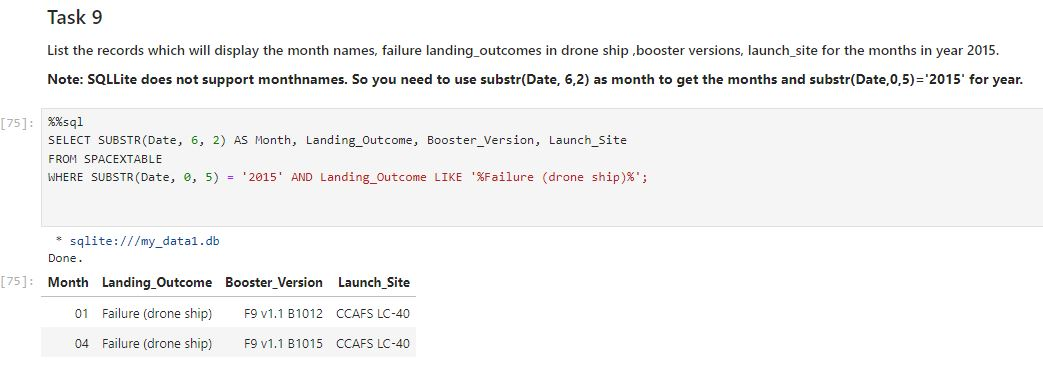 Task 9
List the records which will display the month names, failure landing_outcomes in drone ship ,booster versions, launch_site for the months in year 2015.
Note: SQLLite does not support monthnames. So you need to use substr(Date, 6,2) as month to get the months and substr(Date,0,5)='2015' for year.
[75]: %%sql
SELECT SUBSTR(Date, 6, 2) AS Month, Landing_Outcome, Booster_Version, Launch_Site
FROM SPACEXTABLE
WHERE SUBSTR(Date, 0, 5) = '2015' AND Landing_Outcome LIKE '%Failure (drone ship)%';
* sqlite:///my_data1.db
Done.
[75]: Month Landing_Outcome Booster_Version Launch_Site
01 Failure (drone ship) F9 v1.1 B1012 CCAFS LC-40
04 Failure (drone ship) F9 v1.1 B1015 CCAFS LC-40